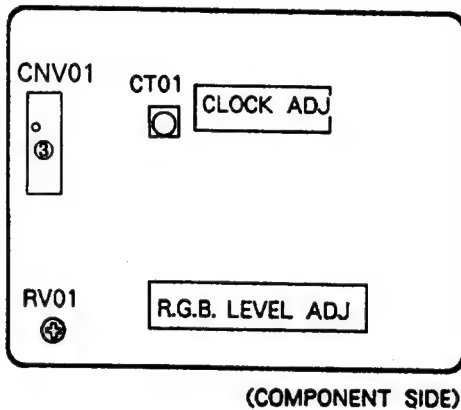 CNV01
CT01
CLOCK ADJ
③
RV01
R.G.B. LEVEL ADJ
(COMPONENT SIDE)